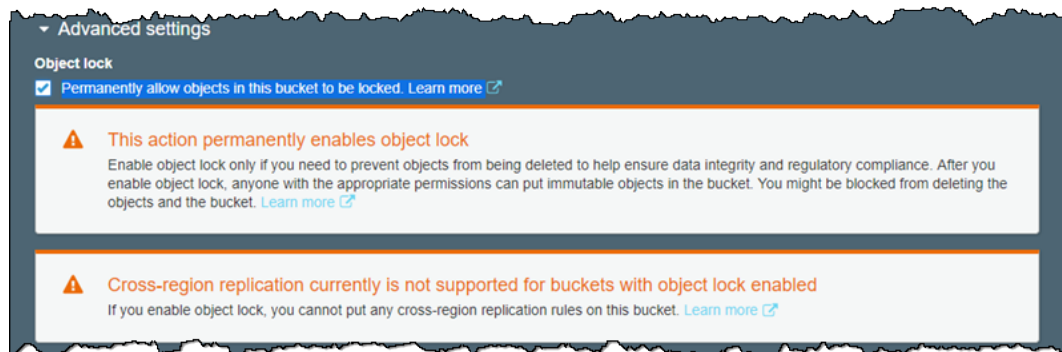 Advanced settings
Object lock
Permanently allow objects in this bucket to be locked. Learn more
This action permanently enables object lock
Enable object lock only if you need to prevent objects from being deleted to help ensure data integrity and regulatory compliance. After you
enable object lock, anyone with the appropriate permissions can put immutable objects in the bucket. You might be blocked from deleting the
objects and the bucket. Learn more
Cross-region replication currently is not supported for buckets with object lock enabled
If you enable object lock, you cannot put any cross-region replication rules on this bucket. Learn more